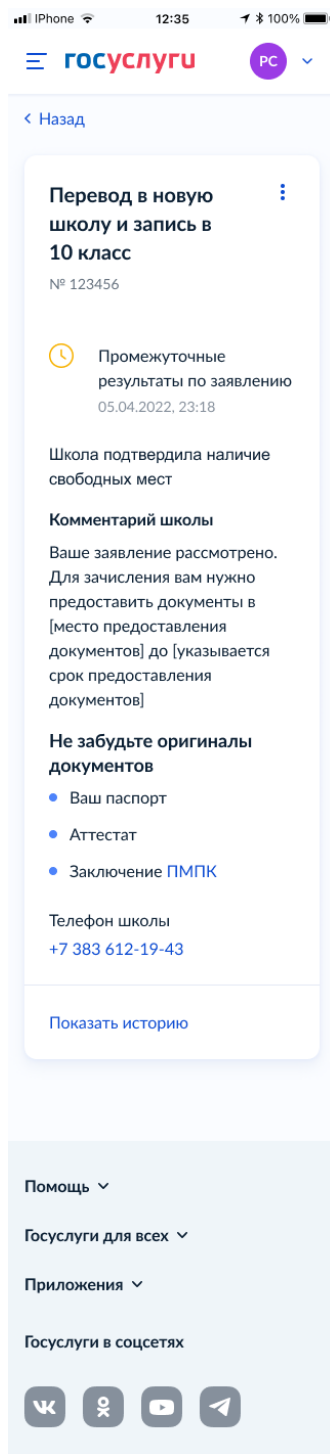 iPhone 12:35 100%
госуслуги РС
Назад
Перевод в новую
школу и запись в
10 класс
№ 123456
Промежуточные
результаты по заявлению
05.04.2022, 23:18
Школа подтвердила наличие
свободных мест
Комментарий школы
Ваше заявление рассмотрено.
Для зачисления вам нужно
предоставить документы в
[место предоставления
документов] до [указывается
срок предоставления
документов]
Не забудьте оригиналы
документов
Ваш паспорт
Аттестат
Заключение ПМПК
Телефон школы
+7 383 612-19-43
Показать историю
Помощь
Госуслуги для всех
Приложения
Госуслуги в соцсетях